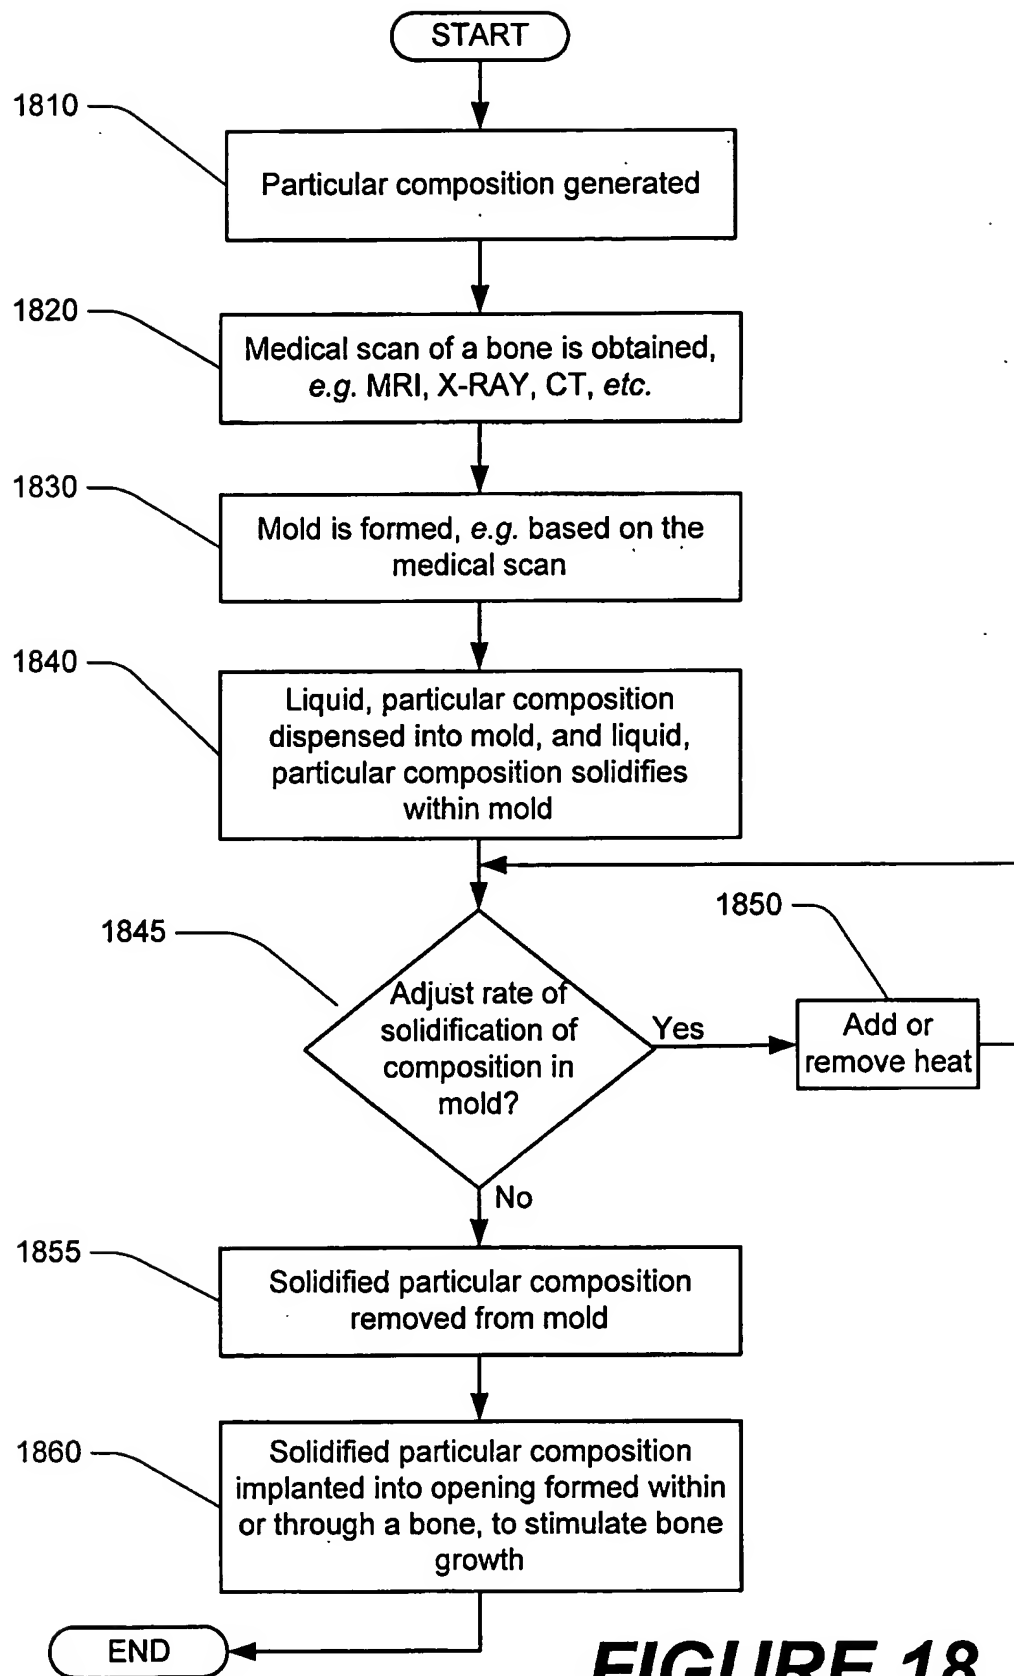 START
1810
Particular composition generated
1820
Medical scan of a bone is obtained,
e.g. MRI, X-RAY, CT, etc.
1830
Mold is formed, e.g. based on the
medical scan
1840
Liquid, particular composition
dispensed into mold, and liquid,
particular composition solidifies
within mold
1845
Adjust rate of
solidification of
composition in
mold?
Yes
1850
Add or
remove heat
No
1855
Solidified particular composition
removed from mold
1860
Solidified particular composition
implanted into opening formed within
or through a bone, to stimulate bone
growth
END
FIGURE 18